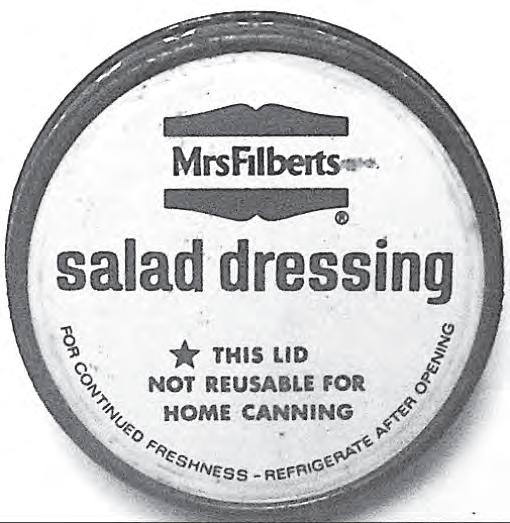 MrsFilberts
®
salad dressing
★ THIS LID
NOT REUSABLE FOR
HOME CANNING
FOR CONTINUED FRESHNESS - REFRIGERATE AFTER OPENING